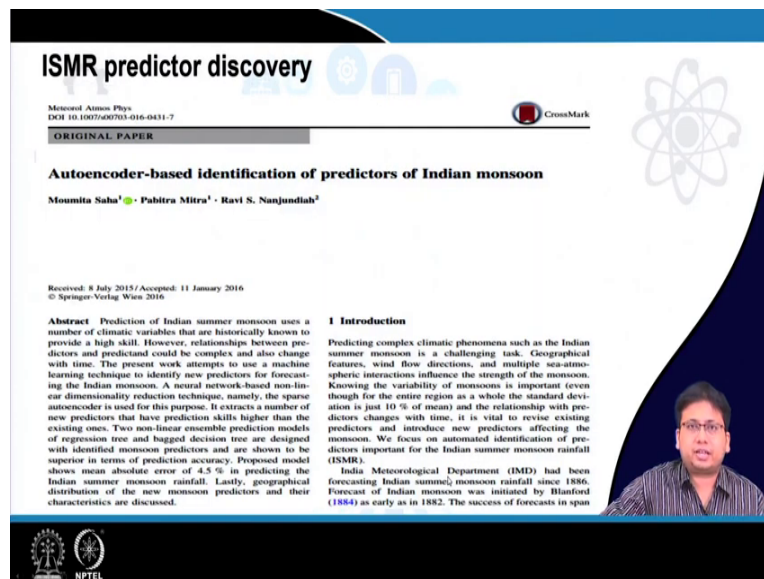 ISMR predictor discovery
Meteorol Atmos Phys
DOI 10.1007/s00703-016-0431-7
CrossMark
ORIGINAL PAPER
Autoencoder-based identification of predictors of Indian monsoon
Moumita Saha¹ · Pabitra Mitra¹ · Ravi S. Nanjundiah²
Received: 8 July 2015 / Accepted: 11 January 2016
© Springer-Verlag Wien 2016
Abstract Prediction of Indian summer monsoon uses a
number of climatic variables that are historically known to
provide a high skill. However, relationships between pre-
dictors and predictand could be complex and also change
with time. The present work attempts to use a machine
learning technique to identify new predictors for forecast-
ing the Indian monsoon. A neural network-based non-lin-
ear dimensionality reduction technique, namely, the sparse
autoencoder is used for this purpose. It extracts a number of
new predictors that have prediction skills higher than the
existing ones. Two non-linear ensemble prediction models
of regression tree and bagged decision tree are designed
with identified monsoon predictors and are shown to be
superior in terms of prediction accuracy. Proposed model
shows mean absolute error of 4.5 % in predicting the
Indian summer monsoon rainfall. Lastly, geographical
distribution of the new monsoon predictors and their
characteristics are discussed.
1 Introduction
Predicting complex climatic phenomena such as the Indian
summer monsoon is a challenging task. Geographical
features, wind flow directions, and multiple sea-atmo-
spheric interactions influence the strength of the monsoon.
Knowing the variability of monsoons is important (even
though for the entire region as a whole the standard devi-
ation is just 10 % of mean) and the relationship with pre-
dictors changes with time, it is vital to revise existing
predictors and introduce new predictors affecting the
monsoon. We focus on automated identification of pre-
dictors important for the Indian summer monsoon rainfall
(ISMR).
India Meteorological Department (IMD) had been
forecasting Indian summer monsoon rainfall since 1886.
Forecast of Indian monsoon was initiated by Blanford
(1884) as early as in 1882. The success of forecasts in span
NPTEL